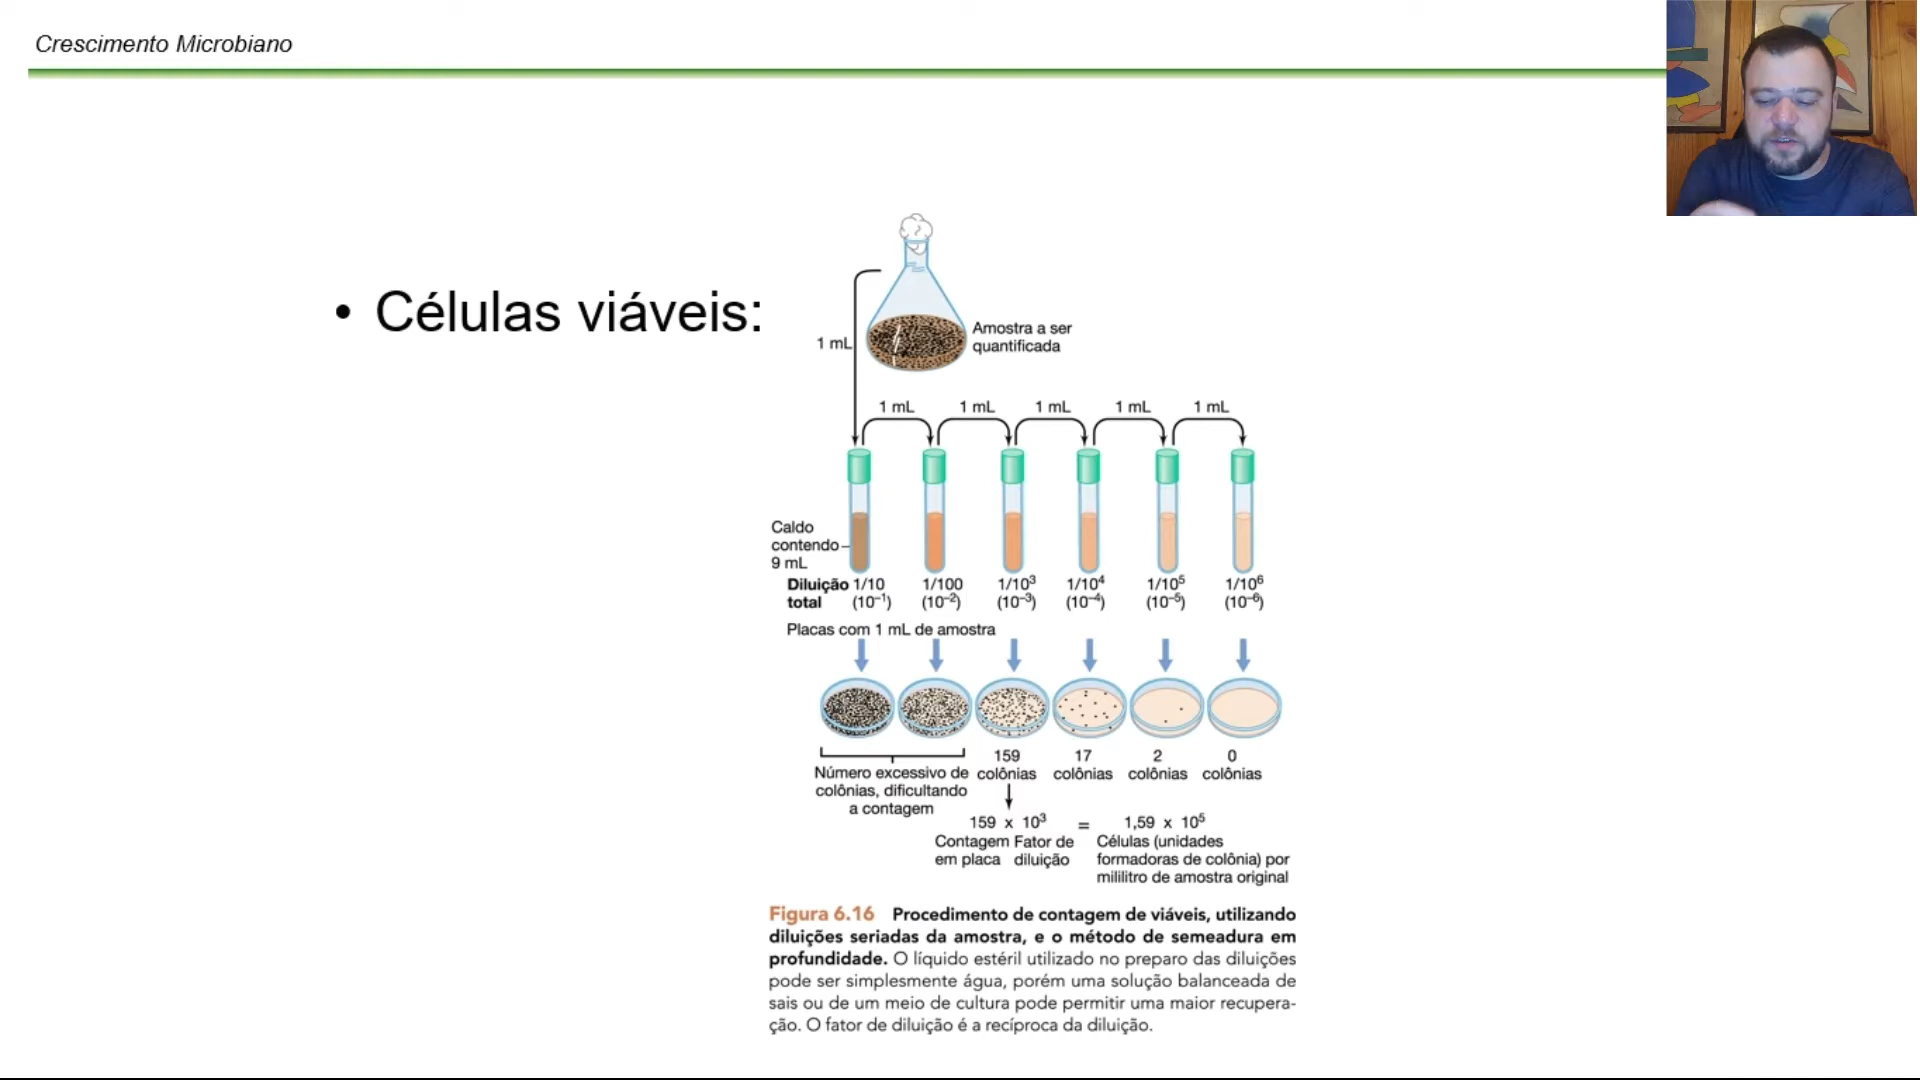 Crescimento Microbiano
• Células viáveis:
Amostra a ser
quantificada
1 mL
1 mL 1 mL 1 mL 1 mL 1 mL
Caldo
contendo
9 mL
Diluição 1/10 1/100 1/10³ 1/10⁴ 1/10⁵ 1/10⁶
total (10⁻¹) (10⁻²) (10⁻³) (10⁻⁴) (10⁻⁵) (10⁻⁶)
Placas com 1 mL de amostra
159 17 2 0
colônias colônias colônias colônias
Número excessivo de
colônias, dificultando
a contagem
159 x 10³ = 1,59 x 10⁵
Contagem Fator de
em placa diluição
Células (unidades
formadoras de colônia) por
mililitro de amostra original
Figura 6.16 Procedimento de contagem de viáveis, utilizando
diluições seriadas da amostra, e o método de semeadura em
profundidade. O líquido estéril utilizado no preparo das diluições
pode ser simplesmente água, porém uma solução balanceada de
sais ou de um meio de cultura pode permitir uma maior recupera-
ção. O fator de diluição é a recíproca da diluição.